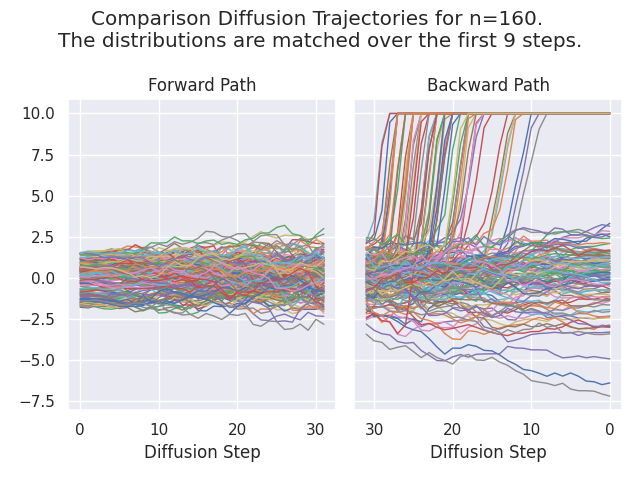 Comparison Diffusion Trajectories for n=160.
The distributions are matched over the first 9 steps.
Forward Path
Backward Path
10.0
7.5
5.0
2.5
0.0
−2.5
−5.0
−7.5
0
10
20
30
30
20
10
0
Diffusion Step
Diffusion Step